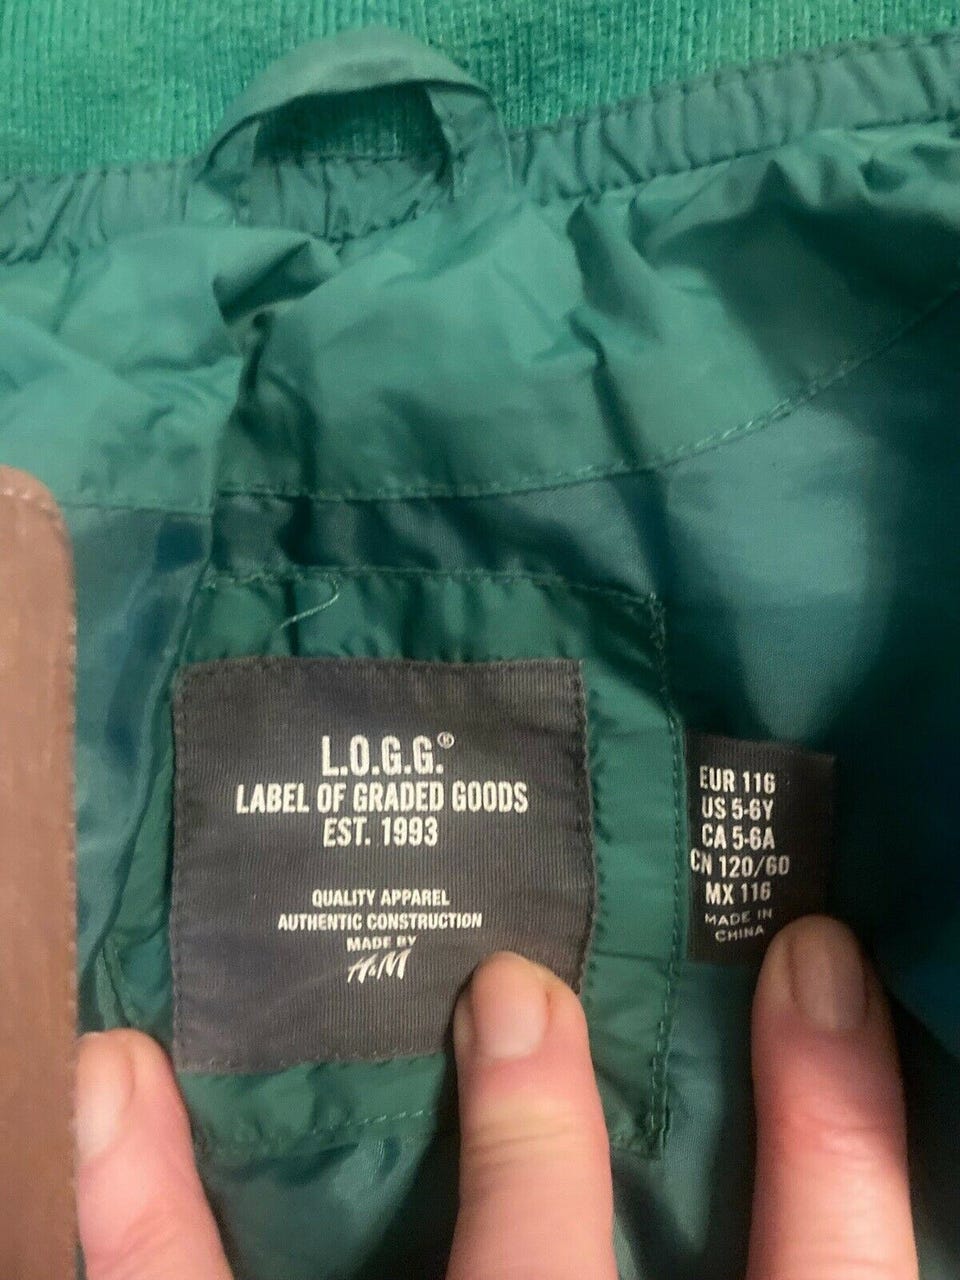 L.O.G.G.®
LABEL OF GRADED GOODS
EST. 1993
QUALITY APPAREL
AUTHENTIC CONSTRUCTION
MADE BY
H&M
EUR 116
US 5-6Y
CA 5-6A
CN 120/60
MX 116
MADE IN
CHINA